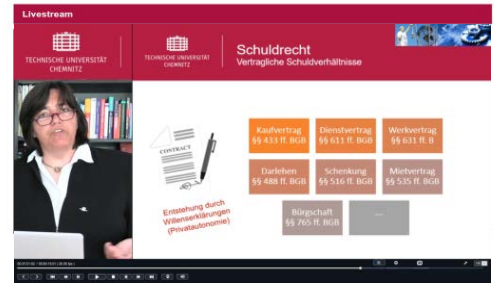 Livestream
TECHNISCHE UNIVERSITÄT
CHEMNITZ
TECHNISCHE UNIVERSITÄT
CHEMNITZ
Schuldrecht
Vertragliche Schuldverhältnisse
CONTRACT
Kaufvertrag
§§ 433 ff. BGB
Dienstvertrag
§§ 611 ff. BGB
Werkvertrag
§§ 631 ff. B
Darlehen
§§ 488 ff. BGB
Schenkung
§§ 516 ff. BGB
Mietvertrag
§§ 535 ff. BGB
Entstehung durch
Willenserklärungen
(Privatautonomie)
Bürgschaft
§§ 765 ff. BGB
....